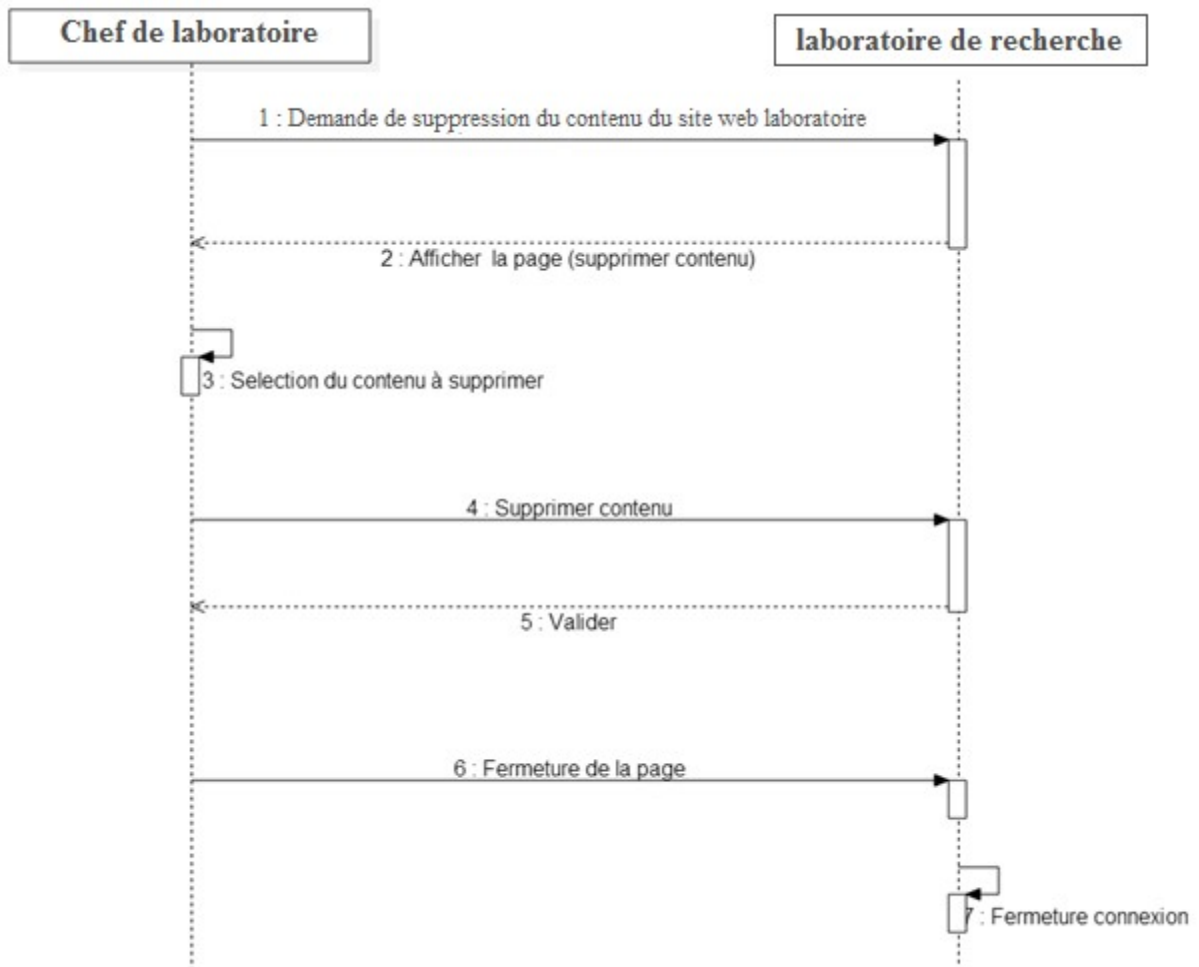 Chef de laboratoire
laboratoire de recherche
1 : Demande de suppression du contenu du site web laboratoire
2 : Afficher la page (supprimer contenu)
3 : Selection du contenu à supprimer
4 : Supprimer contenu
5 : Valider
6 : Fermeture de la page
7 : Fermeture connexion